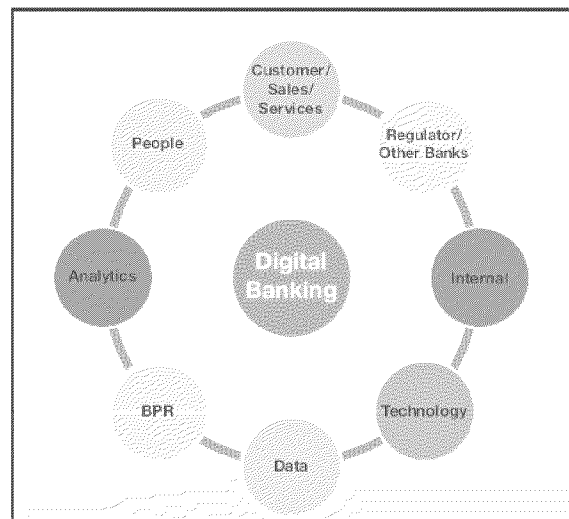 Customer/
Sales/
Services
Regulator/
Other Banks
People
Digital
Banking
Analytics
Internal
BPR
Technology
Data